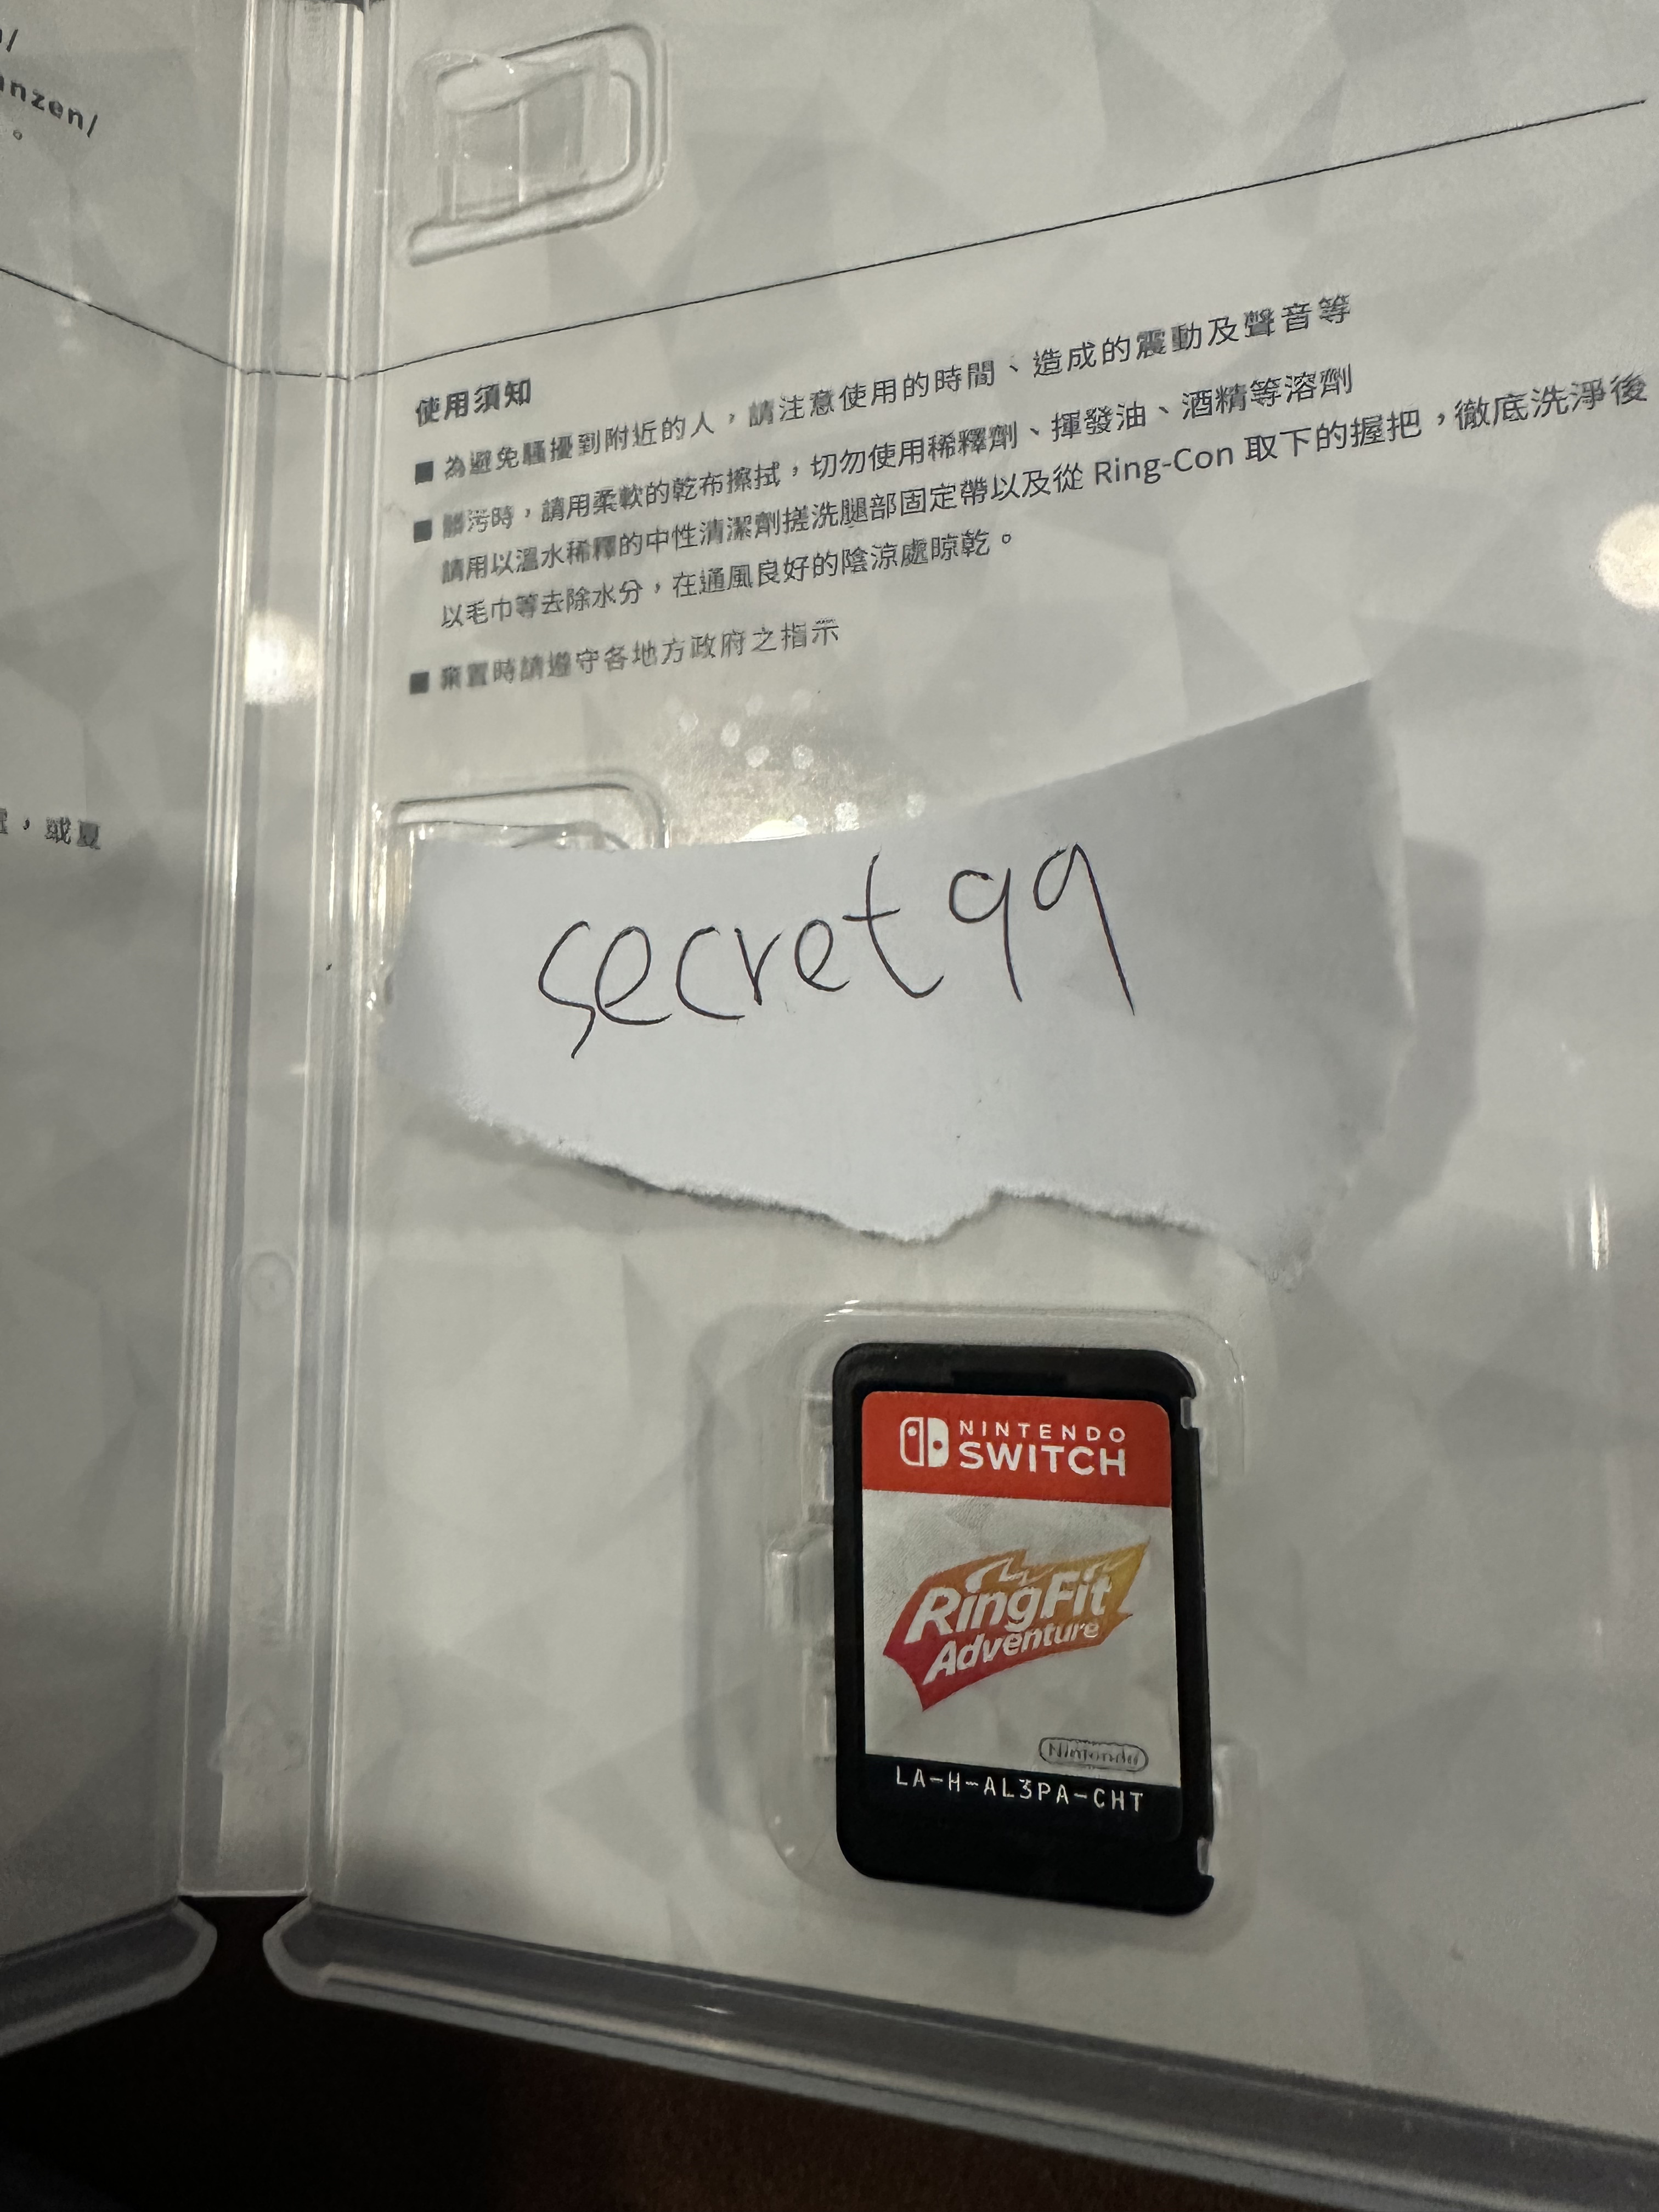 anzen/
。
，或夏
使用須知
■ 為避免騷擾到附近的人，請注意使用的時間、造成的震動及聲音等
■ 髒污時，請用柔軟的乾布擦拭，切勿使用稀釋劑、揮發油、酒精等溶劑
請用以溫水稀釋的中性清潔劑搓洗腿部固定帶以及從 Ring-Con 取下的握把，徹底洗淨後
以毛巾等去除水分，在通風良好的陰涼處晾乾。
■ 棄置時請遵守各地方政府之指示
secret99
NINTENDO
SWITCH
RingFit
Adventure
Nintendo
LA-H-AL3PA-CHT